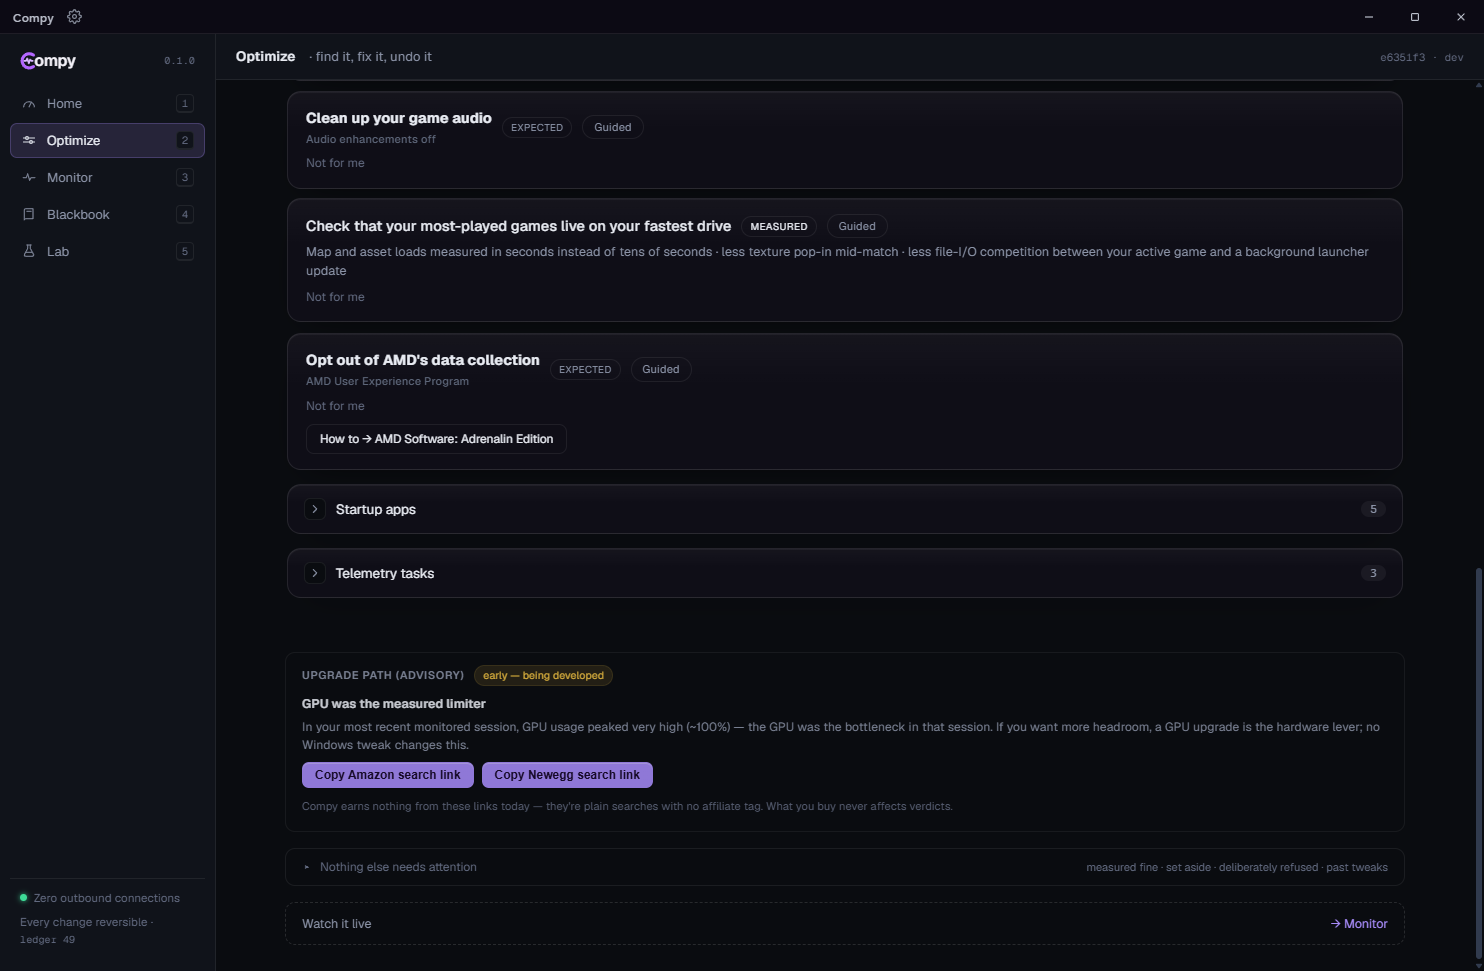 Compy
Compy 0.1.0
Home 1
Optimize 2
Monitor 3
Blackbook 4
Lab 5
Zero outbound connections
Every change reversible ·
ledger 49
Optimize · find it, fix it, undo it
e6351f3 · dev
Clean up your game audio EXPECTED Guided
Audio enhancements off
Not for me
Check that your most-played games live on your fastest drive MEASURED Guided
Map and asset loads measured in seconds instead of tens of seconds · less texture pop-in mid-match · less file-I/O competition between your active game and a background launcher
update
Not for me
Opt out of AMD's data collection EXPECTED Guided
AMD User Experience Program
Not for me
How to → AMD Software: Adrenalin Edition
Startup apps 5
Telemetry tasks 3
UPGRADE PATH (ADVISORY) early — being developed
GPU was the measured limiter
In your most recent monitored session, GPU usage peaked very high (~100%) — the GPU was the bottleneck in that session. If you want more headroom, a GPU upgrade is the hardware lever; no
Windows tweak changes this.
Copy Amazon search link Copy Newegg search link
Compy earns nothing from these links today — they're plain searches with no affiliate tag. What you buy never affects verdicts.
Nothing else needs attention measured fine · set aside · deliberately refused · past tweaks
Watch it live → Monitor